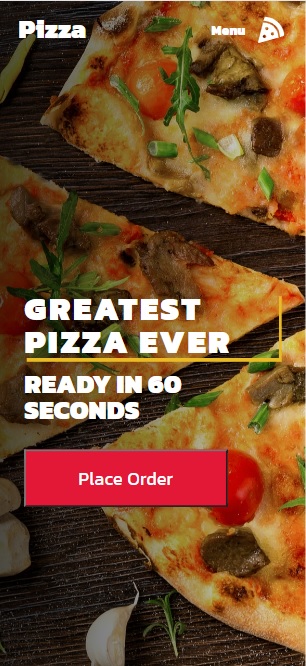 Pizza
Menu
GREATEST
PIZZA EVER
READY IN 60
SECONDS
Place Order